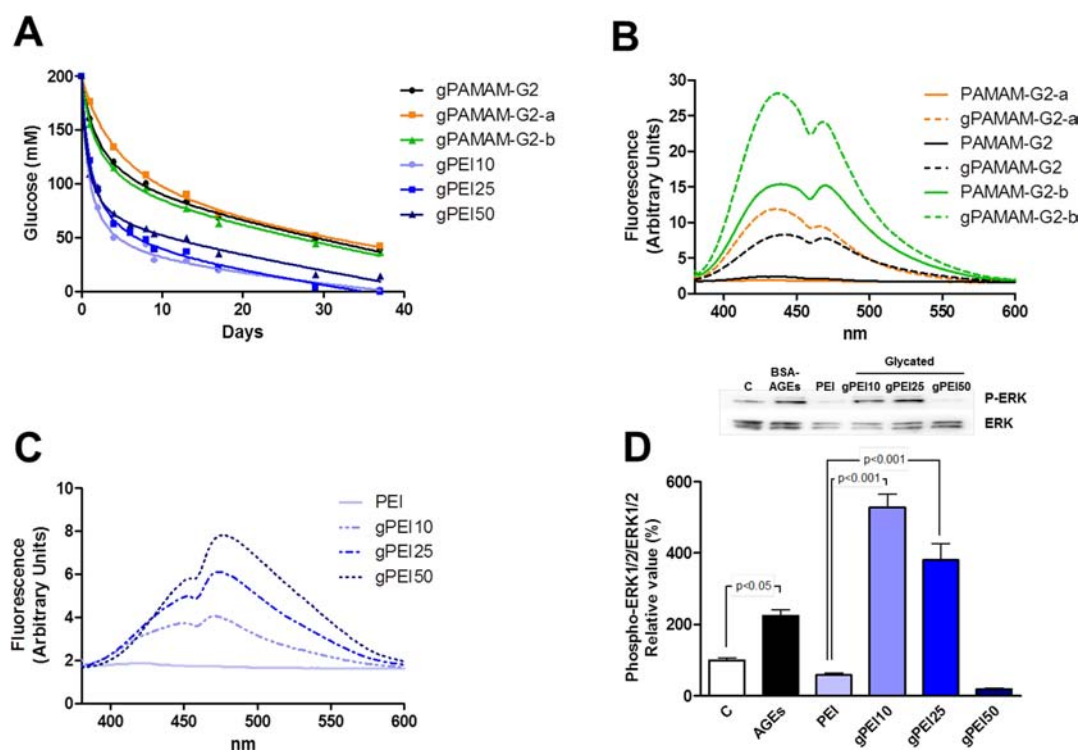 A
200
150
100
50
0
Glucose (mM)
0 10 20 30 40
Days
gPAMAM-G2
gPAMAM-G2-a
gPAMAM-G2-b
gPEI10
gPEI25
gPEI50
B
30
25
20
15
10
5
0
Fluorescence
(Arbitrary Units)
400 450 500 550 600
nm
PAMAM-G2-a
gPAMAM-G2-a
PAMAM-G2
gPAMAM-G2
PAMAM-G2-b
gPAMAM-G2-b
C
10
8
6
4
2
0
Fluorescence
(Arbitrary Units)
400 450 500 550 600
nm
PEI
gPEI10
gPEI25
gPEI50
Glycated
C BSA-
AGEs PEI gPEI10 gPEI25 gPEI50
P-ERK
ERK
D
p<0.001
p<0.001
p<0.05
600
400
200
0
Phospho-ERK1/2/ERK1/2
Relative value (%)
C AGEs PEI gPEI10 gPEI25 gPEI50